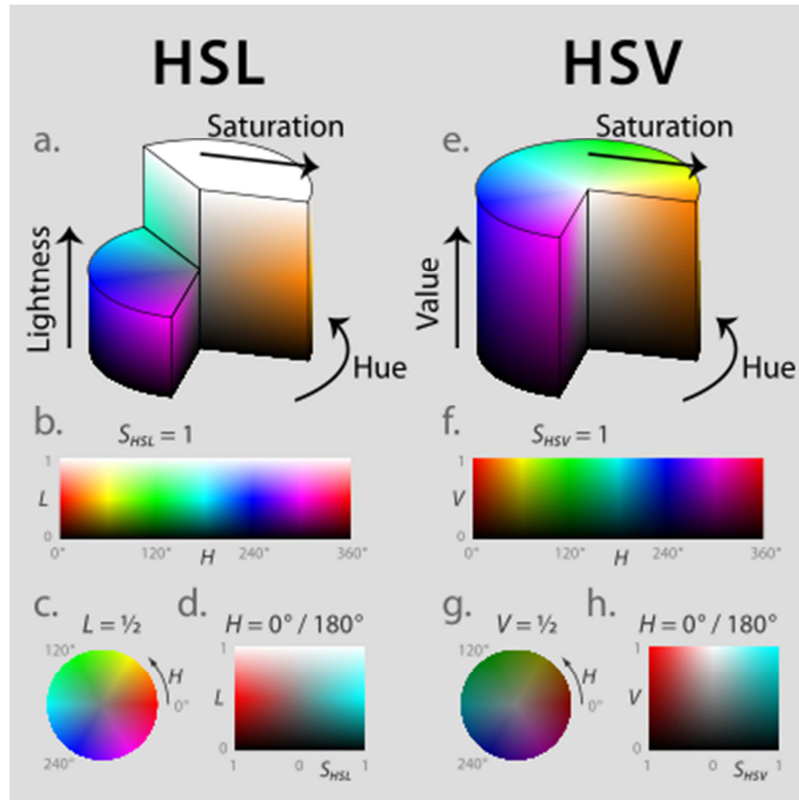 HSL
a.
Saturation
Lightness
Hue
b.
S_HSL = 1
1
L
0
0° 120° H 240° 360°
c.
L = ½
120°
H
0°
240°
d.
H = 0° / 180°
1
L
0
1 0 S_HSL 1
HSV
e.
Saturation
Value
Hue
f.
S_HSV = 1
1
V
0
0° 120° H 240° 360°
g.
V = ½
120°
H
0°
240°
h.
H = 0° / 180°
1
V
0
1 0 S_HSV 1